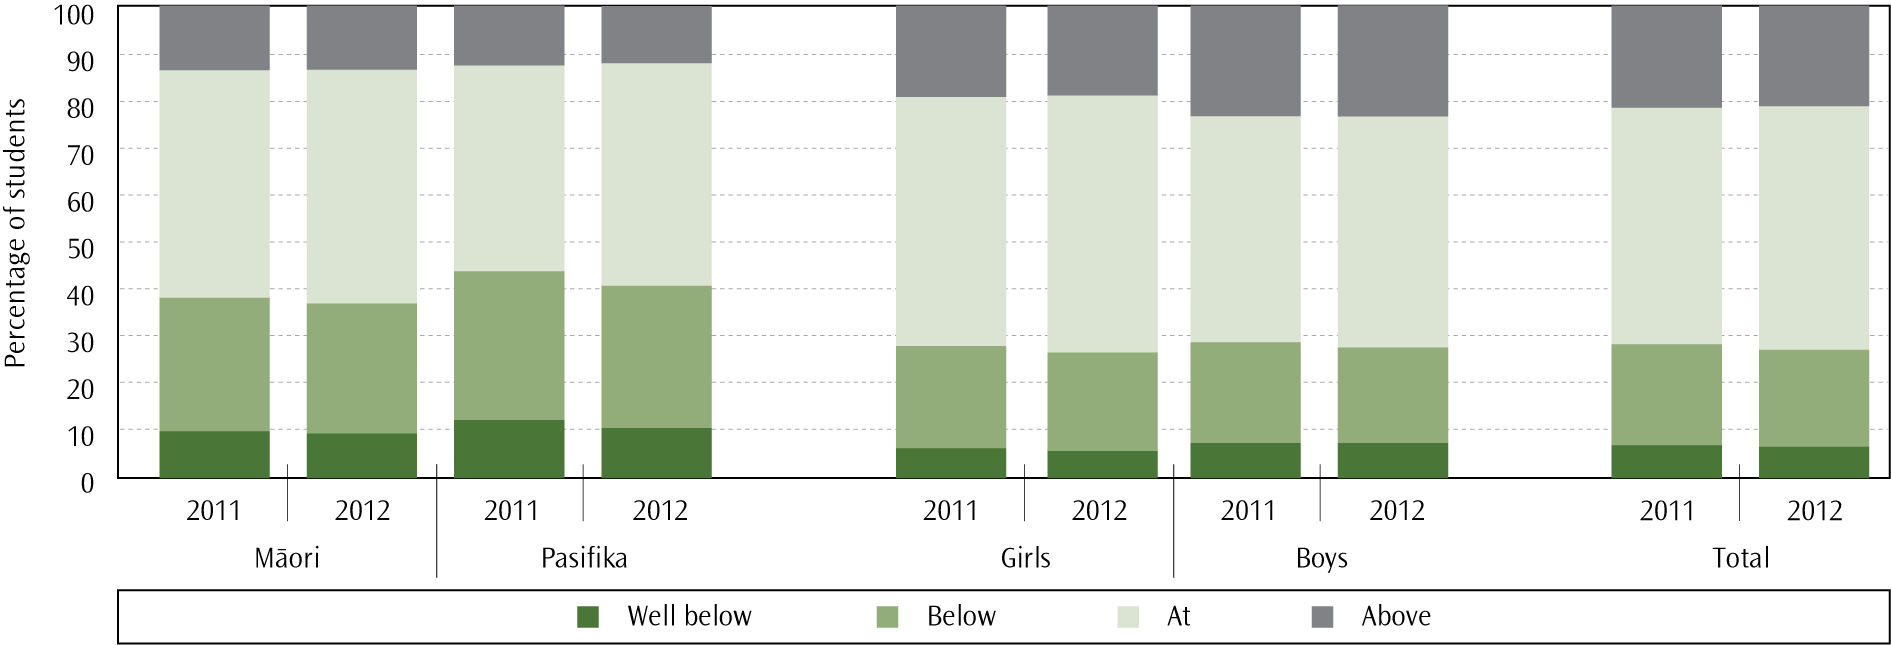 Percentage of students
100
90
80
70
60
50
40
30
20
10
0
2011 2012 2011 2012 2011 2012 2011 2012 2011 2012
Māori Pasifika Girls Boys Total
Well below Below At Above